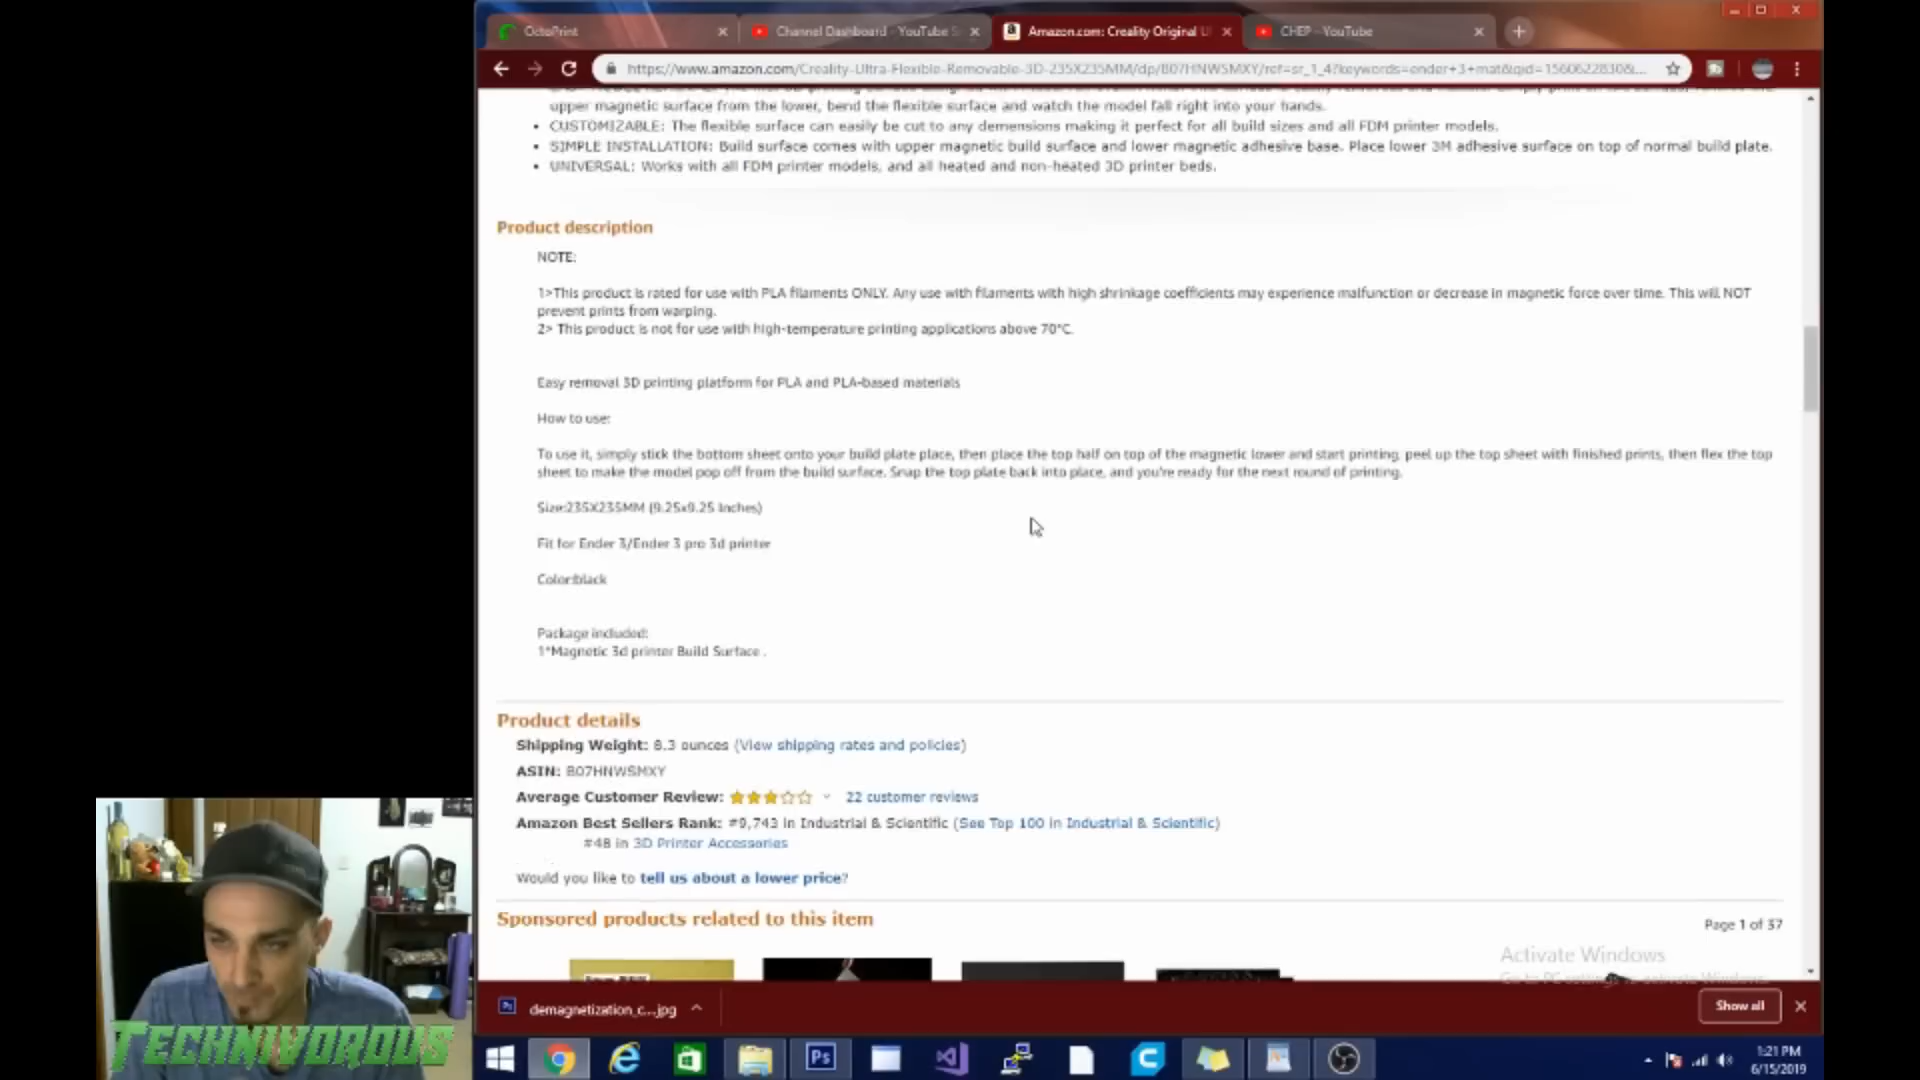 OctoPrint
Channel Dashboard - YouTube S
Amazon.com: Creality Original Ul
CHEP - YouTube
https://www.amazon.com/Creality-Ultra-Flexible-Removable-3D-235X235MM/dp/B07HNWSMXY/ref=sr_1_4?keywords=ender+3+mat&qid=1560622830&...
upper magnetic surface from the lower, bend the flexible surface and watch the model fall right into your hands.
• CUSTOMIZABLE: The flexible surface can easily be cut to any demensions making it perfect for all build sizes and all FDM printer models.
• SIMPLE INSTALLATION: Build surface comes with upper magnetic build surface and lower magnetic adhesive base. Place lower 3M adhesive surface on top of normal build plate.
• UNIVERSAL: Works with all FDM printer models, and all heated and non-heated 3D printer beds.
Product description
NOTE:
1>This product is rated for use with PLA filaments ONLY. Any use with filaments with high shrinkage coefficients may experience malfunction or decrease in magnetic force over time. This will NOT
prevent prints from warping.
2> This product is not for use with high-temperature printing applications above 70°C.
Easy removal 3D printing platform for PLA and PLA-based materials
How to use:
To use it, simply stick the bottom sheet onto your build plate place, then place the top half on top of the magnetic lower and start printing, peel up the top sheet with finished prints, then flex the top
sheet to make the model pop off from the build surface. Snap the top plate back into place, and you're ready for the next round of printing.
Size:235X235MM (9.25x9.25 Inches)
Fit for Ender 3/Ender 3 pro 3d printer
Color:black
Package included:
1*Magnetic 3d printer Build Surface .
Product details
Shipping Weight: 8.3 ounces (View shipping rates and policies)
ASIN: B07HNWSMXY
Average Customer Review: 22 customer reviews
Amazon Best Sellers Rank: #9,743 in Industrial & Scientific (See Top 100 in Industrial & Scientific)
#48 in 3D Printer Accessories
Would you like to tell us about a lower price?
Sponsored products related to this item
Page 1 of 37
Activate Windows
Go to PC settings to activate Windows.
demagnetization_c....jpg
Show all
TECHNIVOROUS
Ps
1:21 PM
6/15/2019